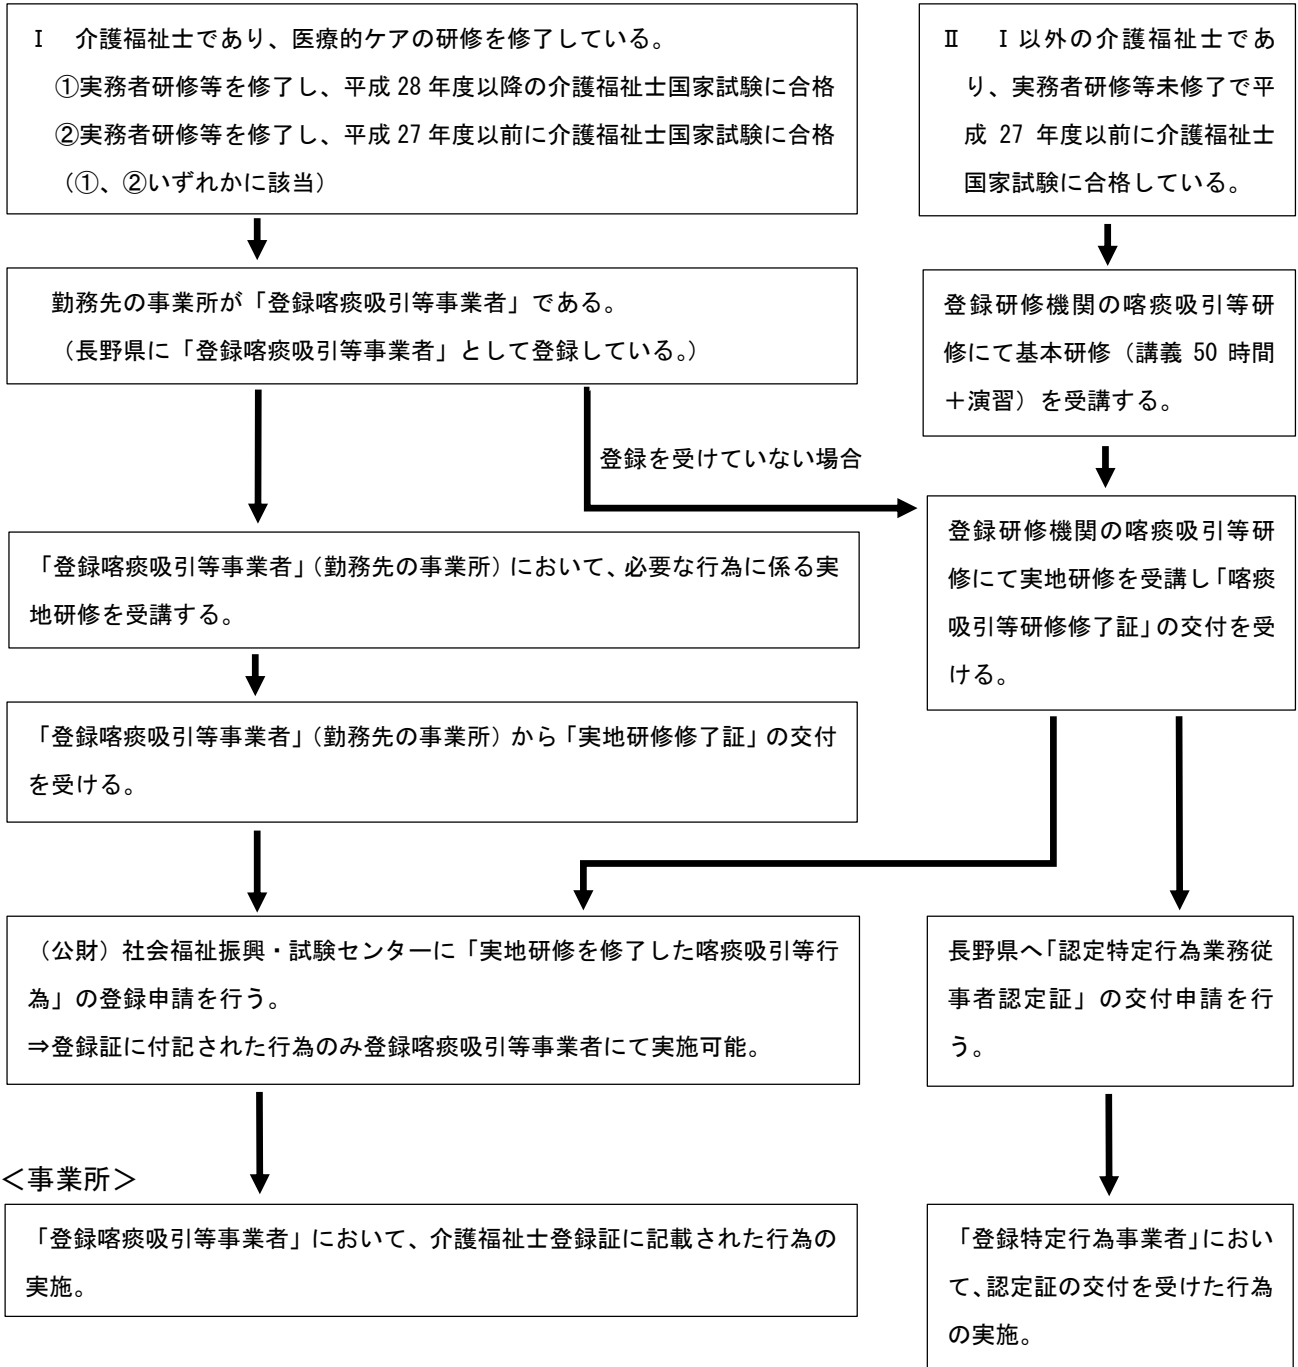 Ⅰ　介護福祉士であり、医療的ケアの研修を修了している。
①実務者研修等を修了し、平成 28 年度以降の介護福祉士国家試験に合格
②実務者研修等を修了し、平成 27 年度以前に介護福祉士国家試験に合格
（①、②いずれかに該当）
Ⅱ　Ⅰ以外の介護福祉士であ
り、実務者研修等未修了で平
成 27 年度以前に介護福祉士
国家試験に合格している。
勤務先の事業所が「登録喀痰吸引等事業者」である。
（長野県に「登録喀痰吸引等事業者」として登録している。）
登録研修機関の喀痰吸引等研
修にて基本研修（講義 50 時間
＋演習）を受講する。
登録を受けていない場合
登録研修機関の喀痰吸引等研
修にて実地研修を受講し「喀痰
吸引等研修修了証」の交付を受
ける。
「登録喀痰吸引等事業者」（勤務先の事業所）において、必要な行為に係る実
地研修を受講する。
「登録喀痰吸引等事業者」（勤務先の事業所）から「実地研修修了証」の交付
を受ける。
（公財）社会福祉振興・試験センターに「実地研修を修了した喀痰吸引等行
為」の登録申請を行う。
⇒登録証に付記された行為のみ登録喀痰吸引等事業者にて実施可能。
長野県へ「認定特定行為業務従
事者認定証」の交付申請を行
う。
＜事業所＞
「登録喀痰吸引等事業者」において、介護福祉士登録証に記載された行為の
実施。
「登録特定行為事業者」におい
て、認定証の交付を受けた行為
の実施。